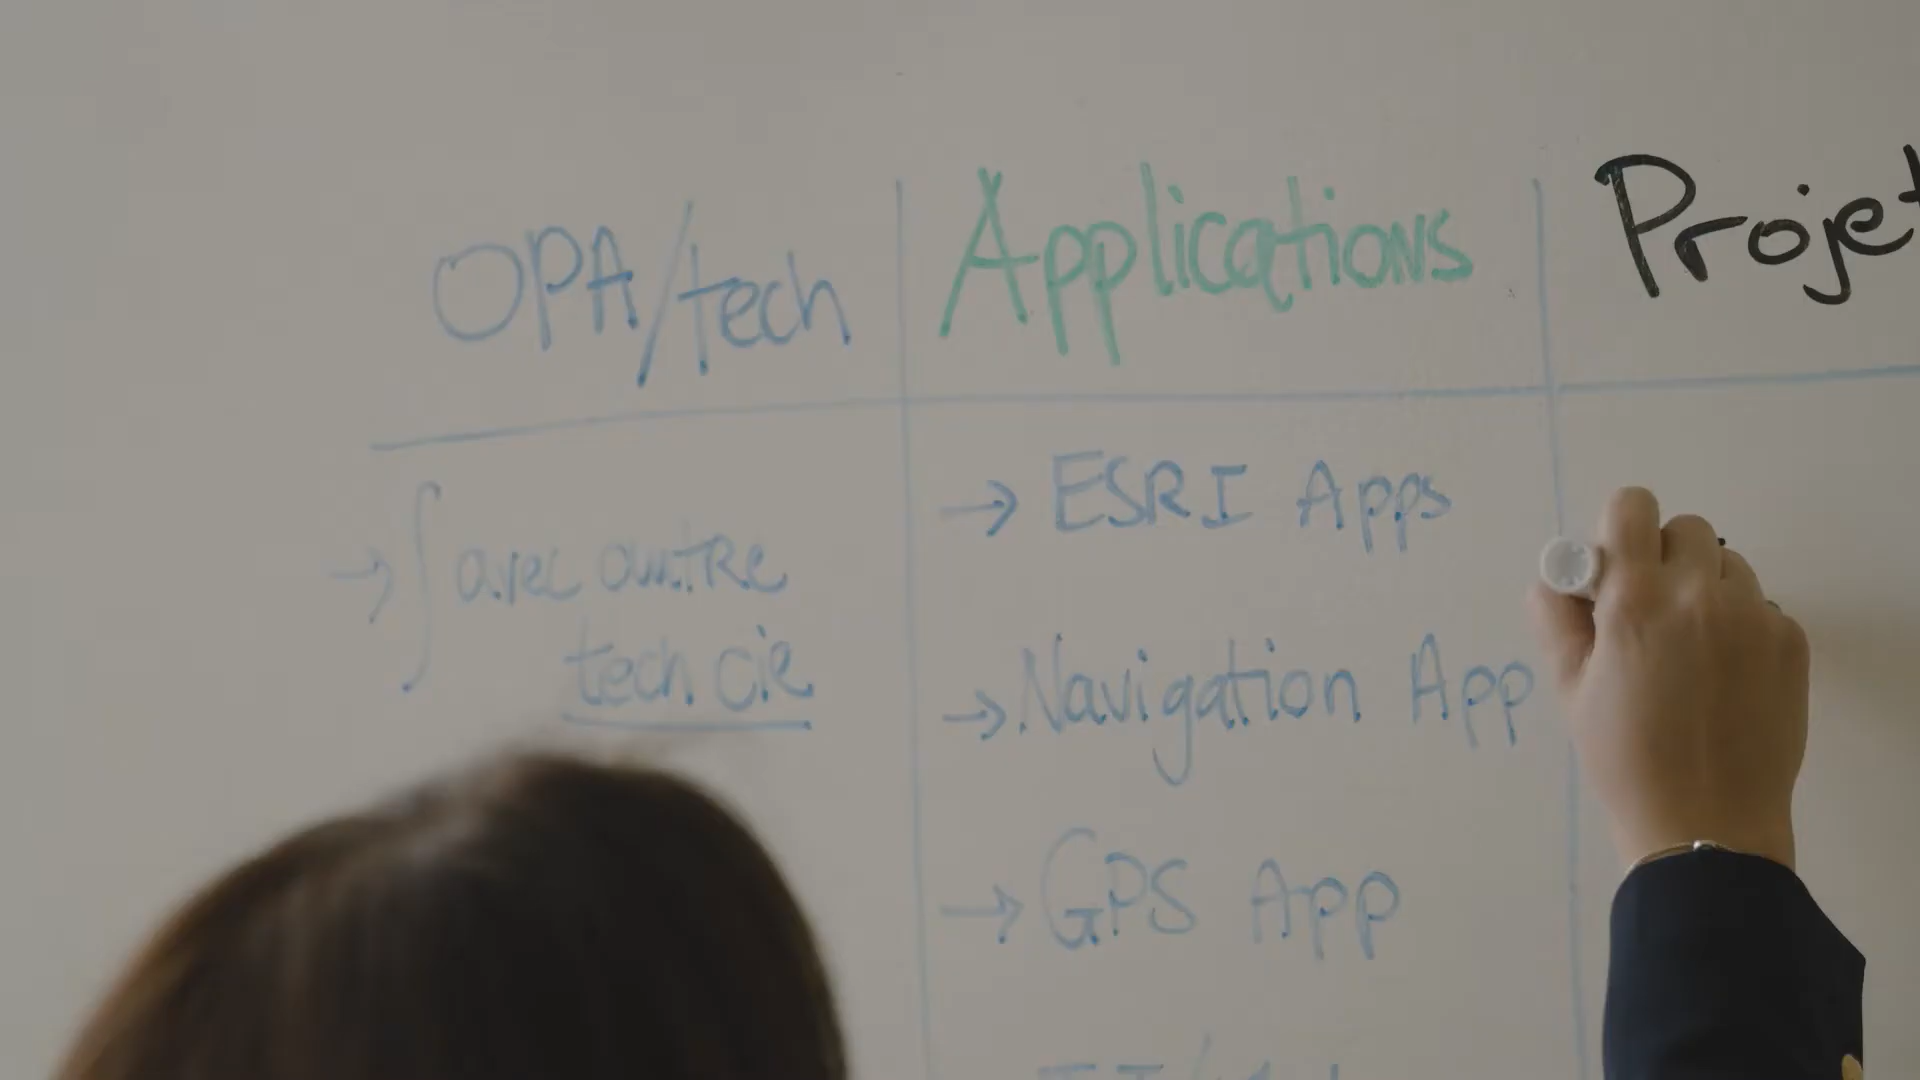 OPA/tech
Applications
Projet
→ ∫ avec autre
tech cie
→ ESRI Apps
→ Navigation App
→ GPS App